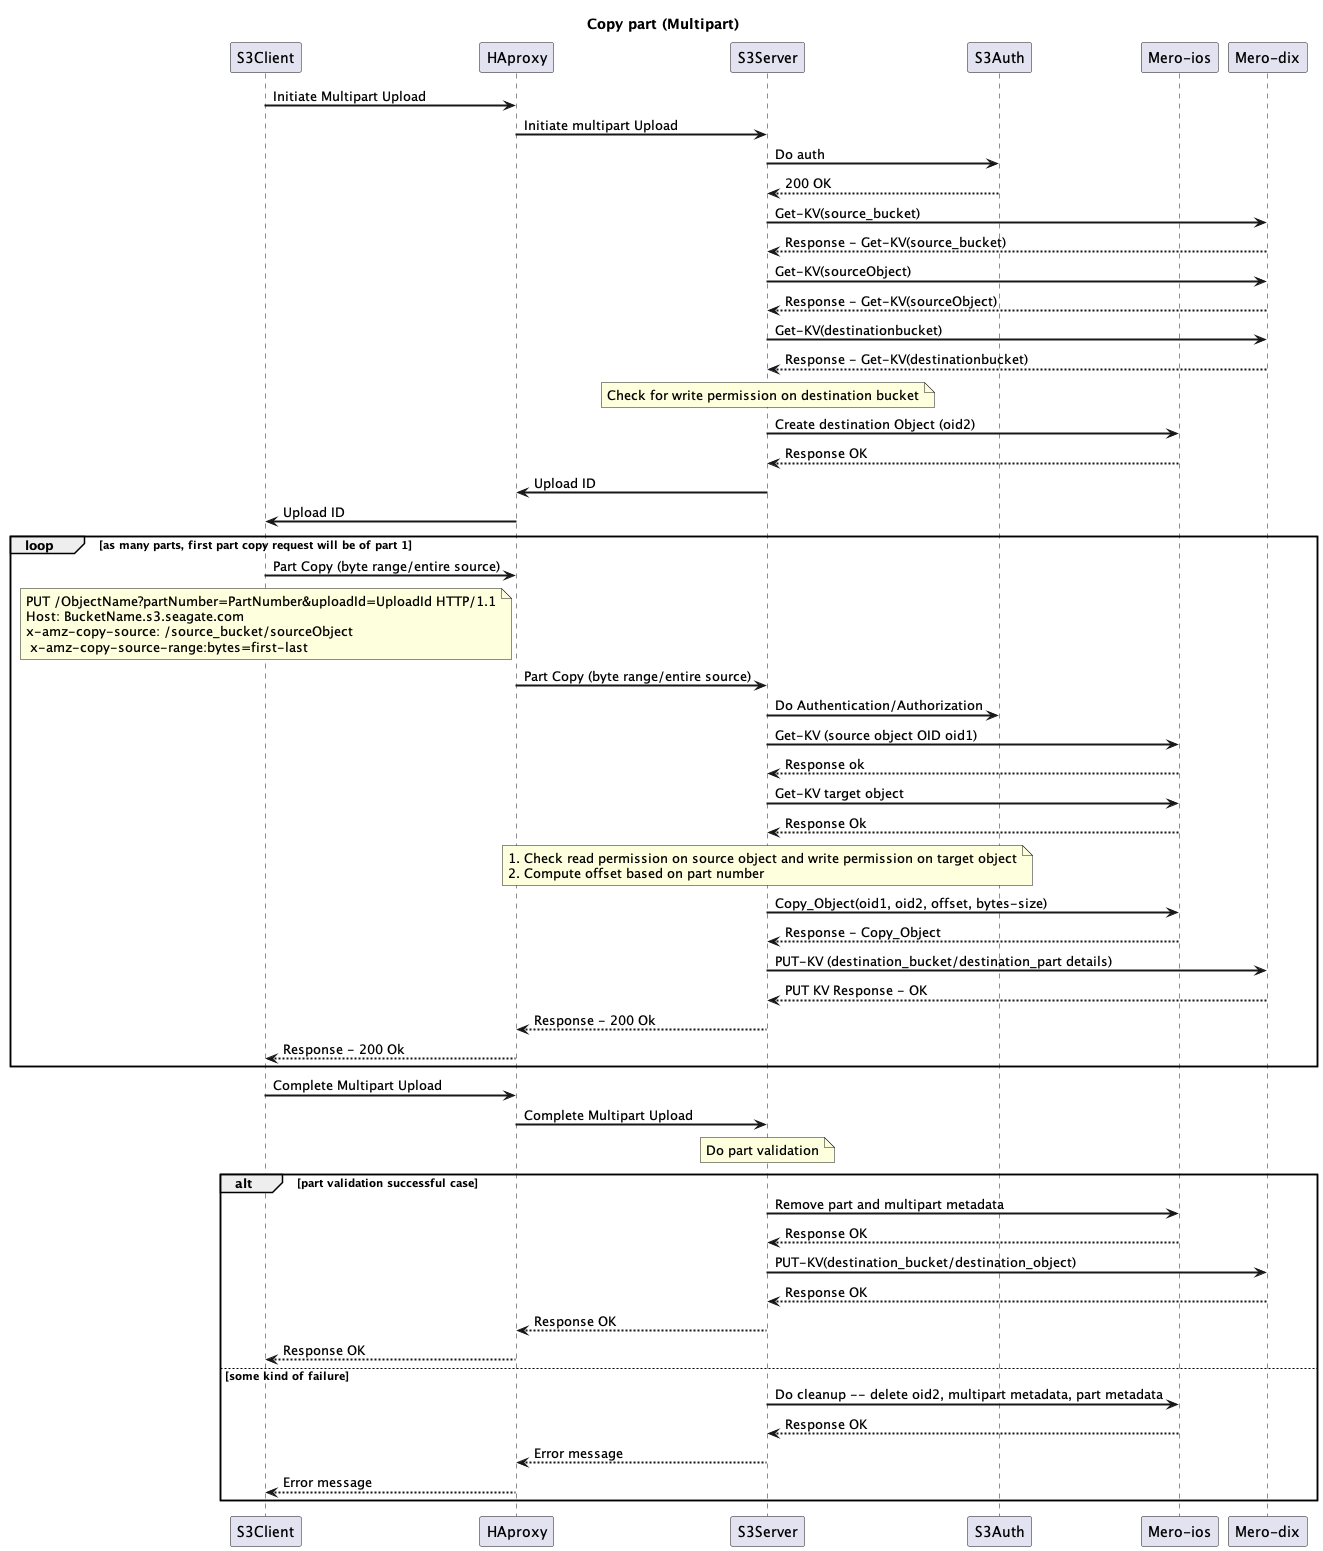 Copy part (Multipart)
S3Client HAproxy S3Server S3Auth Mero-ios Mero-dix
Initiate Multipart Upload
Initiate multipart Upload
Do auth
200 OK
Get-KV(source_bucket)
Response - Get-KV(source_bucket)
Get-KV(sourceObject)
Response - Get-KV(sourceObject)
Get-KV(destinationbucket)
Response - Get-KV(destinationbucket)
Check for write permission on destination bucket
Create destination Object (oid2)
Response OK
Upload ID
Upload ID
loop [as many parts, first part copy request will be of part 1]
Part Copy (byte range/entire source)
PUT /ObjectName?partNumber=PartNumber&uploadId=UploadId HTTP/1.1
Host: BucketName.s3.seagate.com
x-amz-copy-source: /source_bucket/sourceObject
x-amz-copy-source-range:bytes=first-last
Part Copy (byte range/entire source)
Do Authentication/Authorization
Get-KV (source object OID oid1)
Response ok
Get-KV target object
Response Ok
1. Check read permission on source object and write permission on target object
2. Compute offset based on part number
Copy_Object(oid1, oid2, offset, bytes-size)
Response - Copy_Object
PUT-KV (destination_bucket/destination_part details)
PUT KV Response - OK
Response - 200 Ok
Response - 200 Ok
Complete Multipart Upload
Complete Multipart Upload
Do part validation
alt [part validation successful case]
Remove part and multipart metadata
Response OK
PUT-KV(destination_bucket/destination_object)
Response OK
Response OK
Response OK
[some kind of failure]
Do cleanup -- delete oid2, multipart metadata, part metadata
Response OK
Error message
Error message
S3Client HAproxy S3Server S3Auth Mero-ios Mero-dix